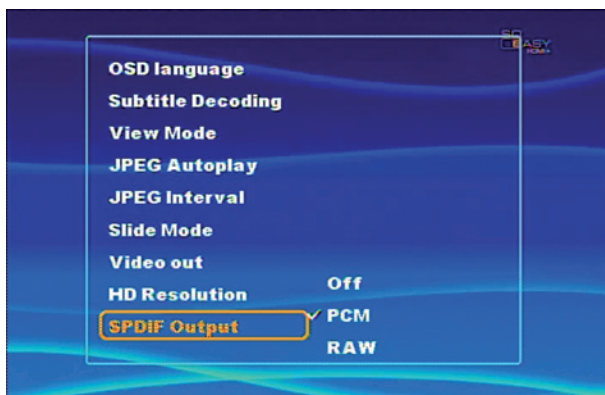 SO
EASY
HOME+
OSD language
Subtitle Decoding
View Mode
JPEG Autoplay
JPEG Interval
Slide Mode
Video out
HD Resolution
SPDIF Output
Off
PCM
RAW